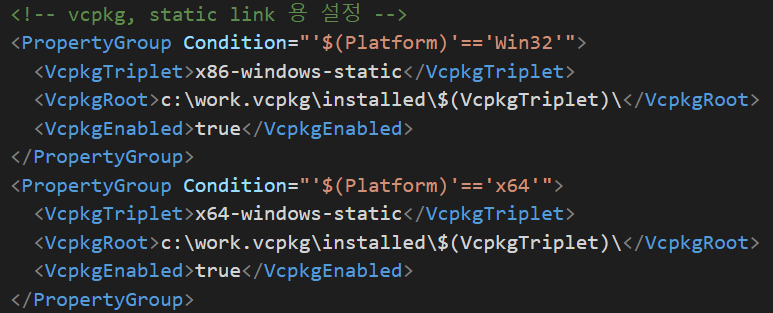 <!-- vcpkg, static link 용 설정 -->
<PropertyGroup Condition="'$(Platform)'=='Win32'">
  <VcpkgTriplet>x86-windows-static</VcpkgTriplet>
  <VcpkgRoot>c:\work.vcpkg\installed\$(VcpkgTriplet)\</VcpkgRoot>
  <VcpkgEnabled>true</VcpkgEnabled>
</PropertyGroup>
<PropertyGroup Condition="'$(Platform)'=='x64'">
  <VcpkgTriplet>x64-windows-static</VcpkgTriplet>
  <VcpkgRoot>c:\work.vcpkg\installed\$(VcpkgTriplet)\</VcpkgRoot>
  <VcpkgEnabled>true</VcpkgEnabled>
</PropertyGroup>